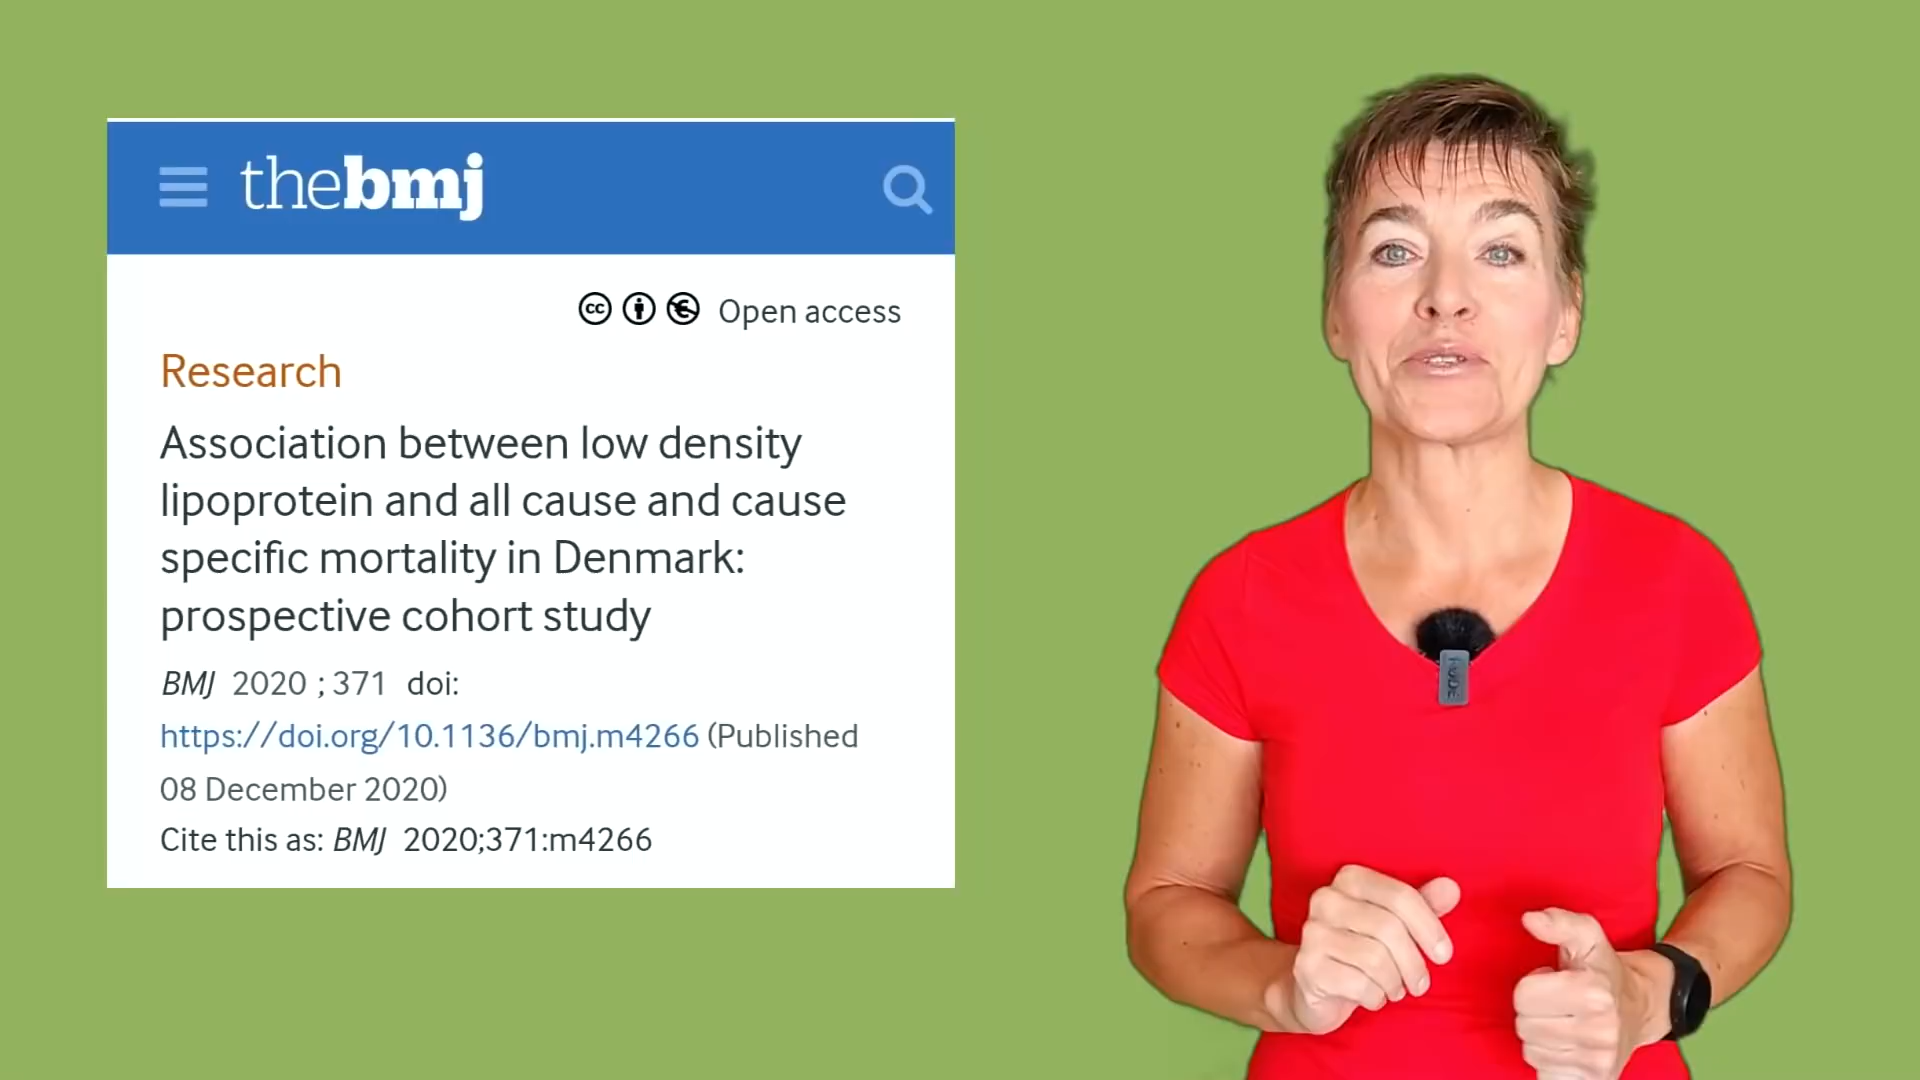 thebmj
Open access
Research
Association between low density
lipoprotein and all cause and cause
specific mortality in Denmark:
prospective cohort study
BMJ 2020 ; 371 doi:
https://doi.org/10.1136/bmj.m4266 (Published
08 December 2020)
Cite this as: BMJ 2020;371:m4266
RODE